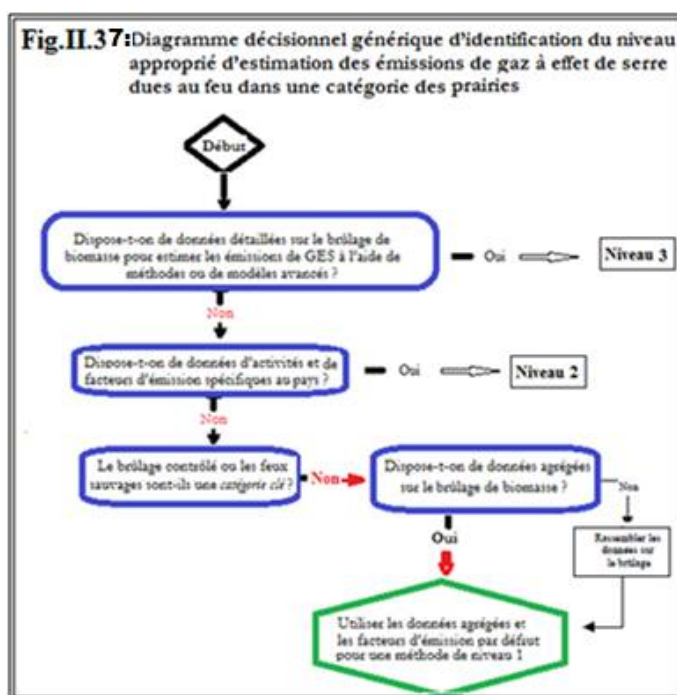 Fig.II.37:Diagramme décisionnel générique d'identification du niveau
approprié d'estimation des émissions de gaz à effet de serre
dues au feu dans une catégorie des prairies
Début
Dispose-t-on de données détaillées sur le brûlage de
biomasse pour estimer les émissions de GES à l'aide de
méthodes ou de modèles avancés ?
Oui
Niveau 3
Non
Dispose-t-on de données d'activités et de
facteurs d'émission spécifiques au pays ?
Oui
Niveau 2
Non
Le brûlage contrôlé ou les feux
sauvages sont-ils une catégorie clé ?
Non
Dispose-t-on de données agrégées
sur le brûlage de biomasse ?
Non
Oui
Rassembler les
données sur
le brûlage
Utiliser les données agrégées et
les facteurs d'émission par défaut
pour une méthode de niveau 1